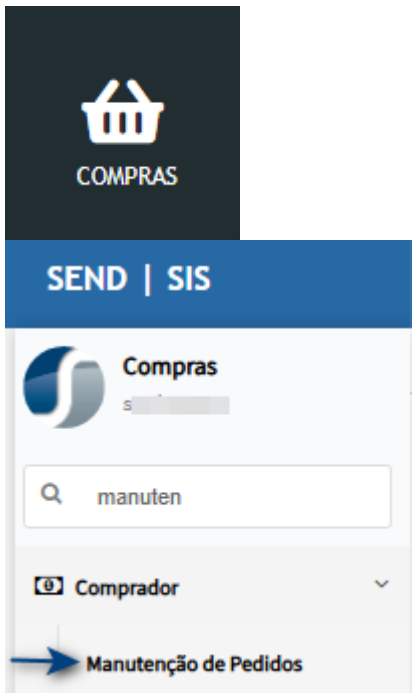 COMPRAS
SEND | SIS
Compras
manuten
Comprador
Manutenção de Pedidos